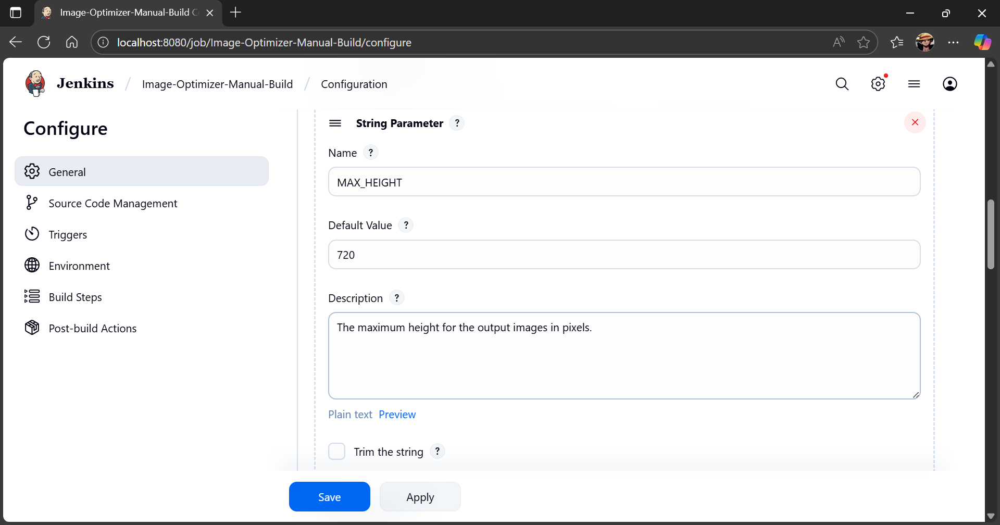 Image-Optimizer-Manual-Build
localhost:8080/job/Image-Optimizer-Manual-Build/configure
Jenkins / Image-Optimizer-Manual-Build / Configuration
Configure
General
Source Code Management
Triggers
Environment
Build Steps
Post-build Actions
String Parameter ?
Name ?
MAX_HEIGHT
Default Value ?
720
Description ?
The maximum height for the output images in pixels.
Plain text Preview
Trim the string ?
Save Apply